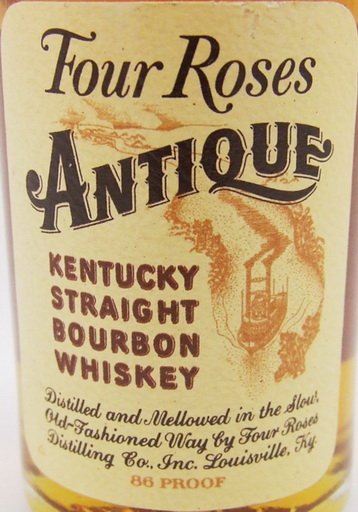 Four Roses
ANTIQUE
KENTUCKY
STRAIGHT
BOURBON
WHISKEY
Distilled and Mellowed in the Slow,
Old-Fashioned Way by Four Roses
Distilling Co., Inc. Louisville, Ky.
86 PROOF